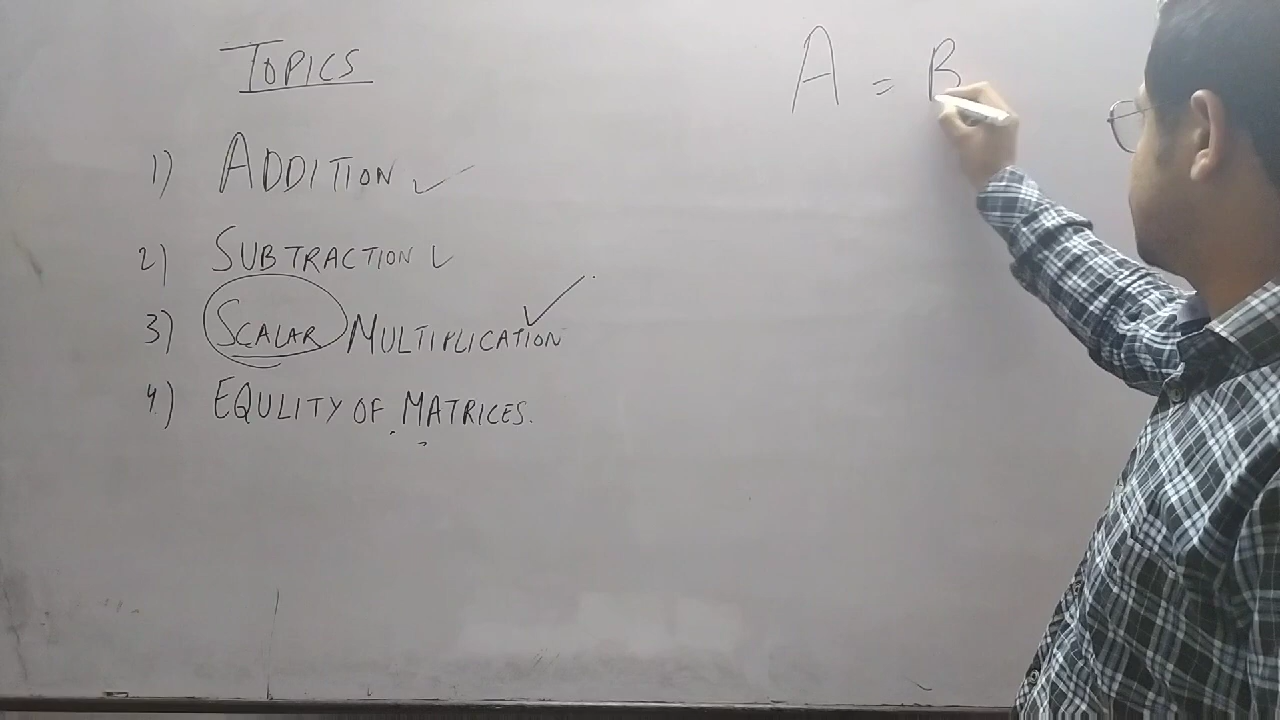 TOPICS
1) ADDITION
2) SUBTRACTION
3) SCALAR MULTIPLICATION
4) EQULITY OF MATRICES.
A = B